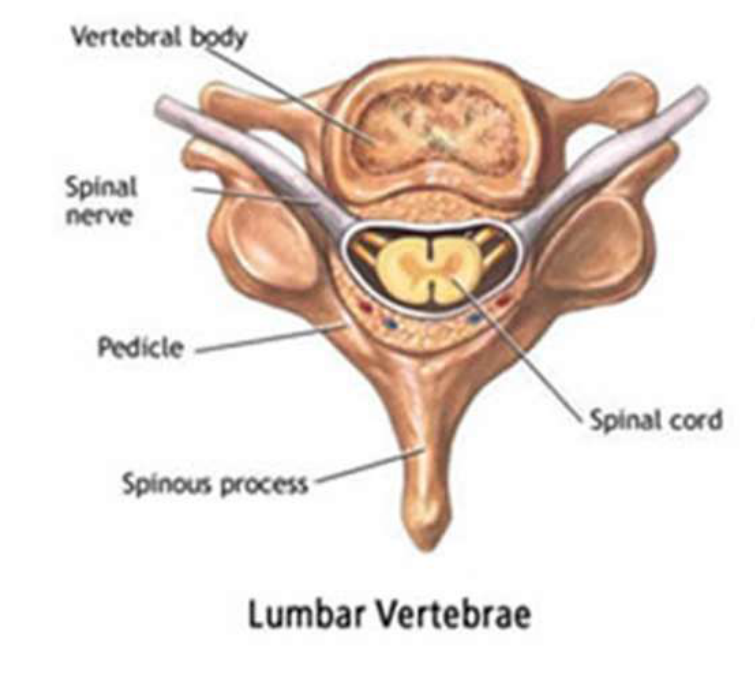 Vertebral body
Spinal
nerve
Pedicle
Spinal cord
Spinous process
Lumbar Vertebrae